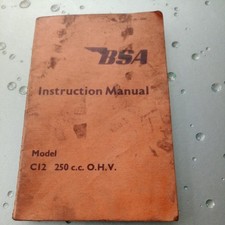 BSA
Instruction Manual
Model
C12 250 c.c. O.H.V.